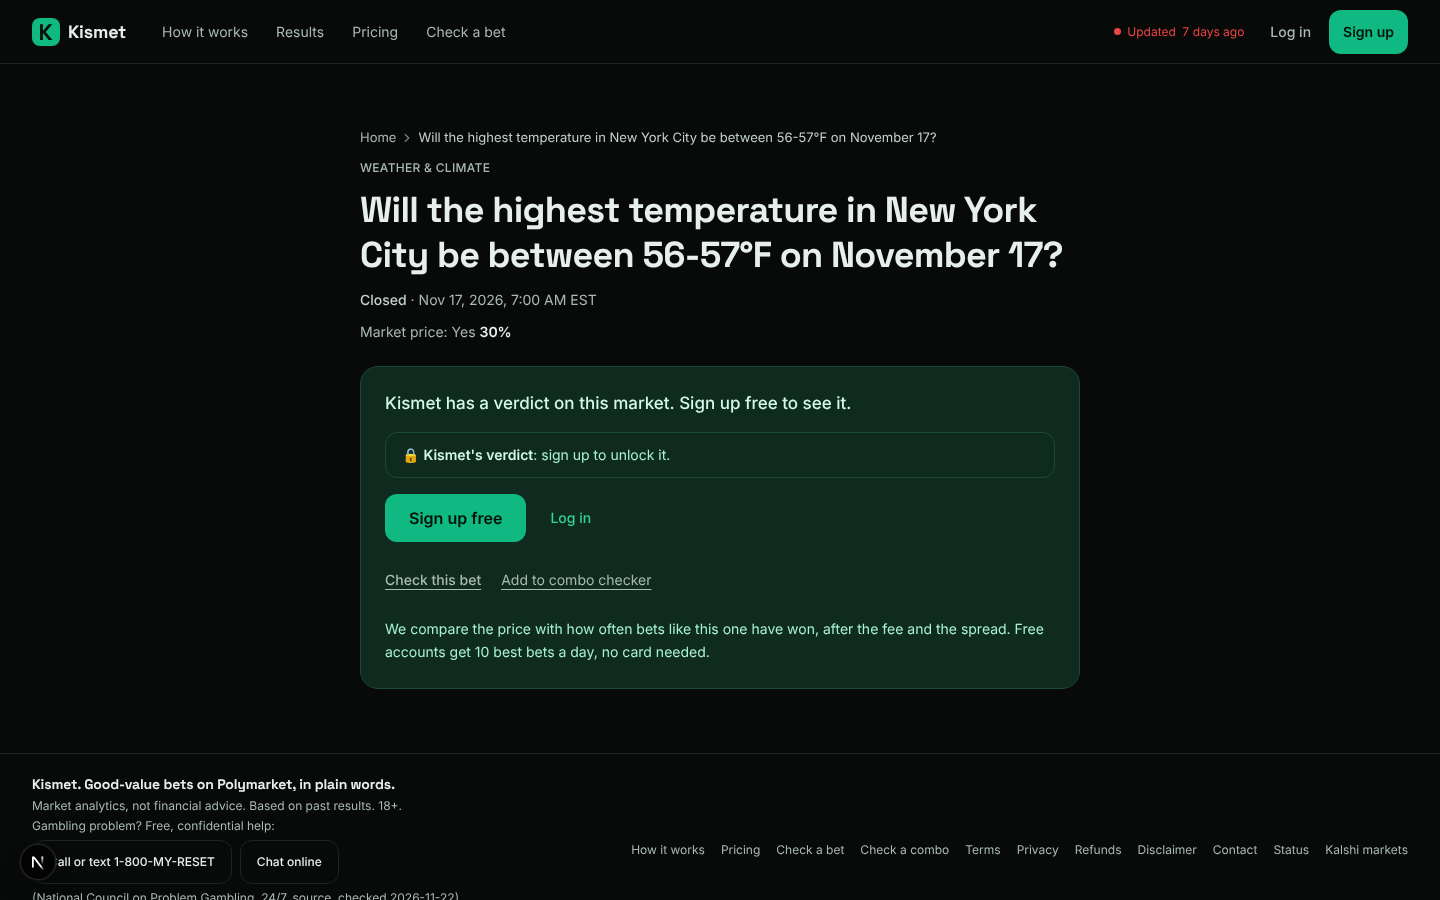 Kismet
How it works
Results
Pricing
Check a bet
Updated 7 days ago
Log in
Sign up
Home > Will the highest temperature in New York City be between 56-57°F on November 17?
WEATHER & CLIMATE
Will the highest temperature in New York
City be between 56-57°F on November 17?
Closed · Nov 17, 2026, 7:00 AM EST
Market price: Yes 30%
Kismet has a verdict on this market. Sign up free to see it.
🔒 Kismet's verdict: sign up to unlock it.
Sign up free
Log in
Check this bet
Add to combo checker
We compare the price with how often bets like this one have won, after the fee and the spread. Free
accounts get 10 best bets a day, no card needed.
Kismet. Good-value bets on Polymarket, in plain words.
Market analytics, not financial advice. Based on past results. 18+.
Gambling problem? Free, confidential help:
all or text 1-800-MY-RESET
Chat online
(National Council on Problem Gambling, 24/7, source, checked 2026-11-22)
How it works
Pricing
Check a bet
Check a combo
Terms
Privacy
Refunds
Disclaimer
Contact
Status
Kalshi markets